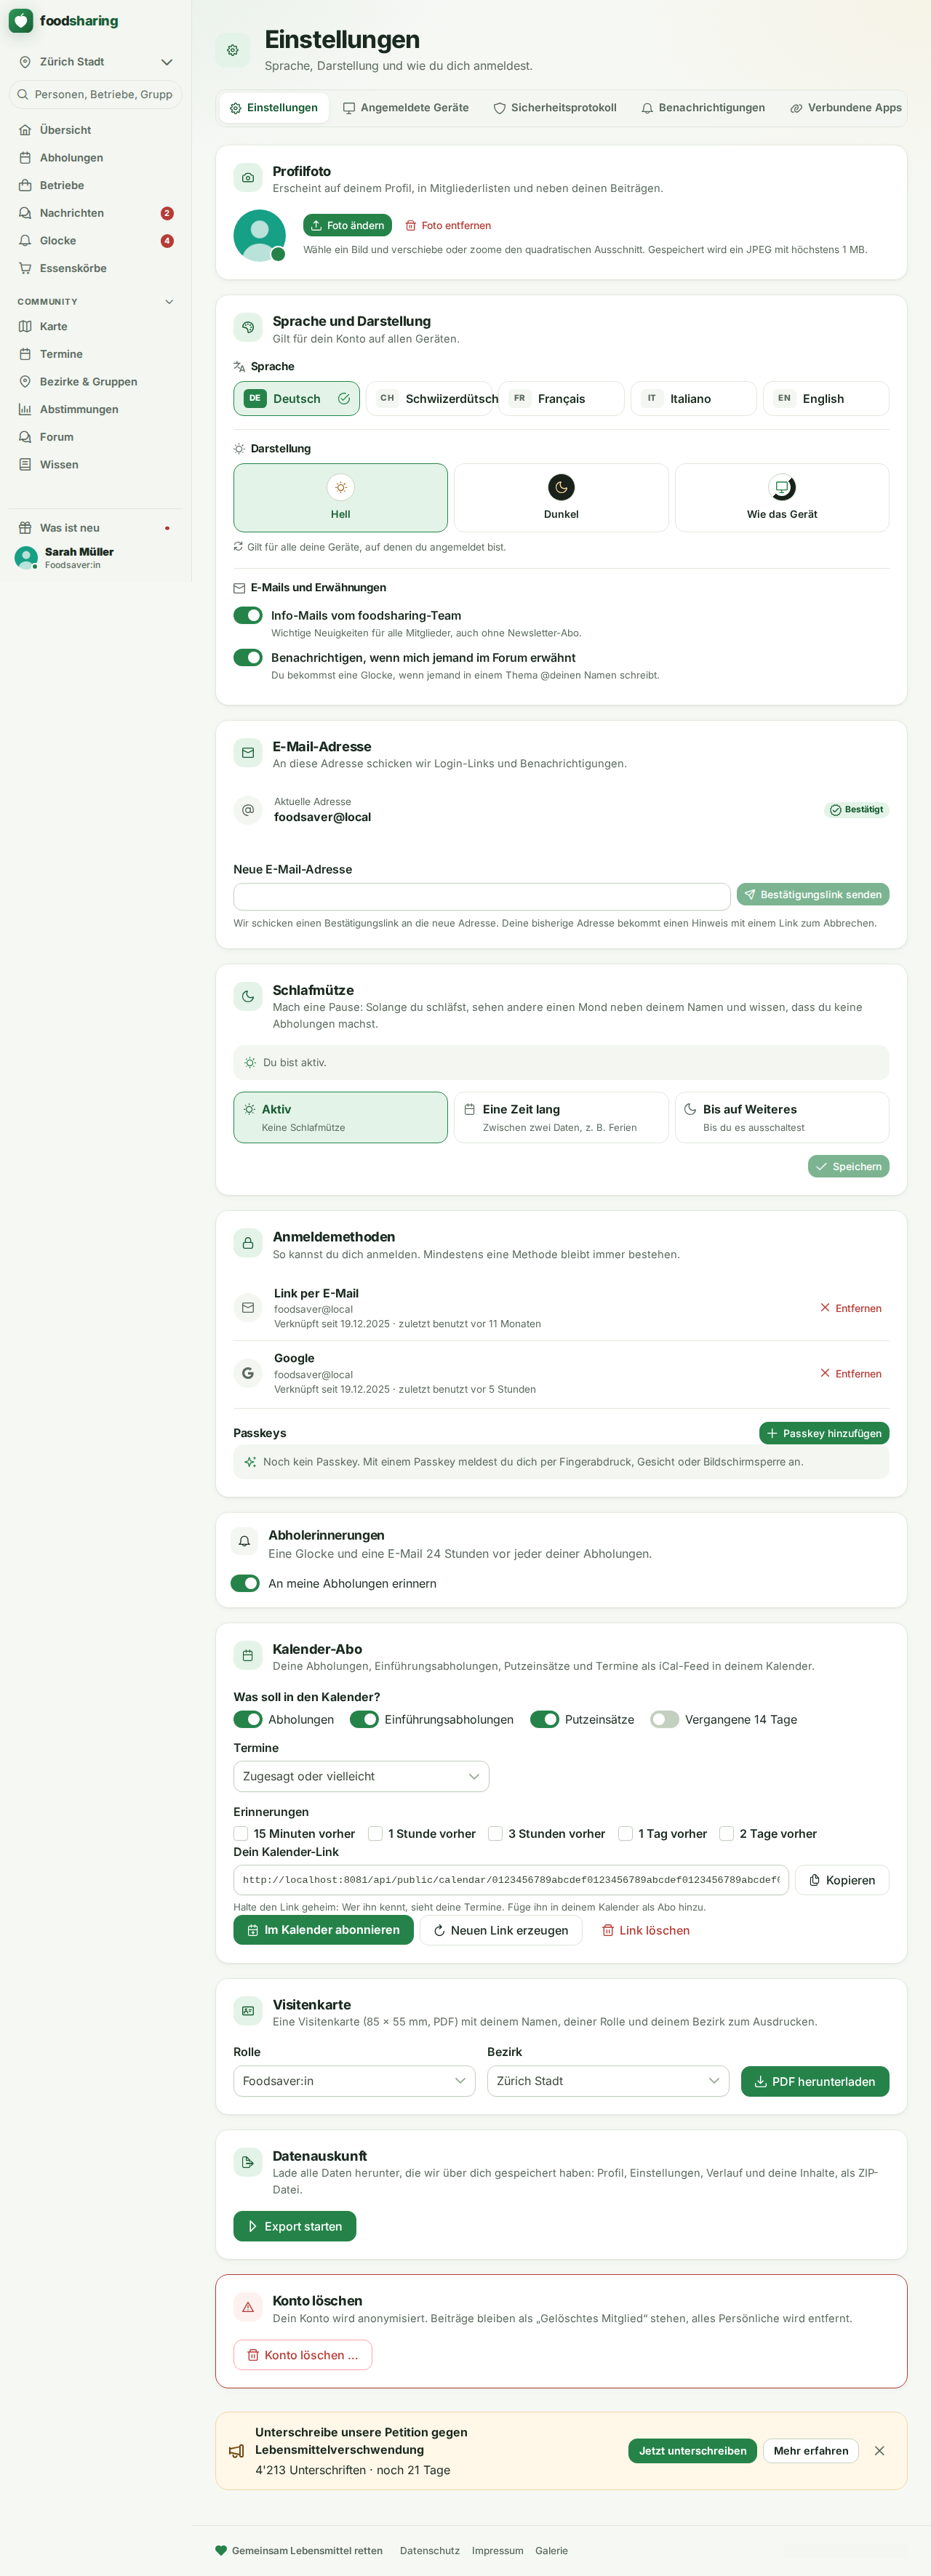 foodsharing
Zürich Stadt
Personen, Betriebe, Grupp
Übersicht
Abholungen
Betriebe
Nachrichten 2
Glocke 4
Essenskörbe
COMMUNITY
Karte
Termine
Bezirke & Gruppen
Abstimmungen
Forum
Wissen
Was ist neu
Sarah Müller
Foodsaver:in
Einstellungen
Sprache, Darstellung und wie du dich anmeldest.
Einstellungen Angemeldete Geräte Sicherheitsprotokoll Benachrichtigungen Verbundene Apps
Profilfoto
Erscheint auf deinem Profil, in Mitgliederlisten und neben deinen Beiträgen.
Foto ändern Foto entfernen
Wähle ein Bild und verschiebe oder zoome den quadratischen Ausschnitt. Gespeichert wird ein JPEG mit höchstens 1 MB.
Sprache und Darstellung
Gilt für dein Konto auf allen Geräten.
Sprache
DE Deutsch CH Schwiizerdütsch FR Français IT Italiano EN English
Darstellung
Hell Dunkel Wie das Gerät
Gilt für alle deine Geräte, auf denen du angemeldet bist.
E-Mails und Erwähnungen
Info-Mails vom foodsharing-Team
Wichtige Neuigkeiten für alle Mitglieder, auch ohne Newsletter-Abo.
Benachrichtigen, wenn mich jemand im Forum erwähnt
Du bekommst eine Glocke, wenn jemand in einem Thema @deinen Namen schreibt.
E-Mail-Adresse
An diese Adresse schicken wir Login-Links und Benachrichtigungen.
Aktuelle Adresse
foodsaver@local
Bestätigt
Neue E-Mail-Adresse
Bestätigungslink senden
Wir schicken einen Bestätigungslink an die neue Adresse. Deine bisherige Adresse bekommt einen Hinweis mit einem Link zum Abbrechen.
Schlafmütze
Mach eine Pause: Solange du schläfst, sehen andere einen Mond neben deinem Namen und wissen, dass du keine
Abholungen machst.
Du bist aktiv.
Aktiv Eine Zeit lang Bis auf Weiteres
Keine Schlafmütze Zwischen zwei Daten, z. B. Ferien Bis du es ausschaltest
Speichern
Anmeldemethoden
So kannst du dich anmelden. Mindestens eine Methode bleibt immer bestehen.
Link per E-Mail
foodsaver@local
Verknüpft seit 19.12.2025 · zuletzt benutzt vor 11 Monaten
Entfernen
Google
foodsaver@local
Verknüpft seit 19.12.2025 · zuletzt benutzt vor 5 Stunden
Entfernen
Passkeys
Passkey hinzufügen
Noch kein Passkey. Mit einem Passkey meldest du dich per Fingerabdruck, Gesicht oder Bildschirmsperre an.
Abholerinnerungen
Eine Glocke und eine E-Mail 24 Stunden vor jeder deiner Abholungen.
An meine Abholungen erinnern
Kalender-Abo
Deine Abholungen, Einführungsabholungen, Putzeinsätze und Termine als iCal-Feed in deinem Kalender.
Was soll in den Kalender?
Abholungen Einführungsabholungen Putzeinsätze Vergangene 14 Tage
Termine
Zugesagt oder vielleicht
Erinnerungen
15 Minuten vorher 1 Stunde vorher 3 Stunden vorher 1 Tag vorher 2 Tage vorher
Dein Kalender-Link
http://localhost:8081/api/public/calendar/0123456789abcdef0123456789abcdef0123456789abcdef(
Kopieren
Halte den Link geheim: Wer ihn kennt, sieht deine Termine. Füge ihn in deinem Kalender als Abo hinzu.
Im Kalender abonnieren Neuen Link erzeugen Link löschen
Visitenkarte
Eine Visitenkarte (85 × 55 mm, PDF) mit deinem Namen, deiner Rolle und deinem Bezirk zum Ausdrucken.
Rolle Bezirk
Foodsaver:in Zürich Stadt PDF herunterladen
Datenauskunft
Lade alle Daten herunter, die wir über dich gespeichert haben: Profil, Einstellungen, Verlauf und deine Inhalte, als ZIP-
Datei.
Export starten
Konto löschen
Dein Konto wird anonymisiert. Beiträge bleiben als „Gelöschtes Mitglied“ stehen, alles Persönliche wird entfernt.
Konto löschen …
Unterschreibe unsere Petition gegen
Lebensmittelverschwendung
4'213 Unterschriften · noch 21 Tage
Jetzt unterschreiben Mehr erfahren
Gemeinsam Lebensmittel retten Datenschutz Impressum Galerie